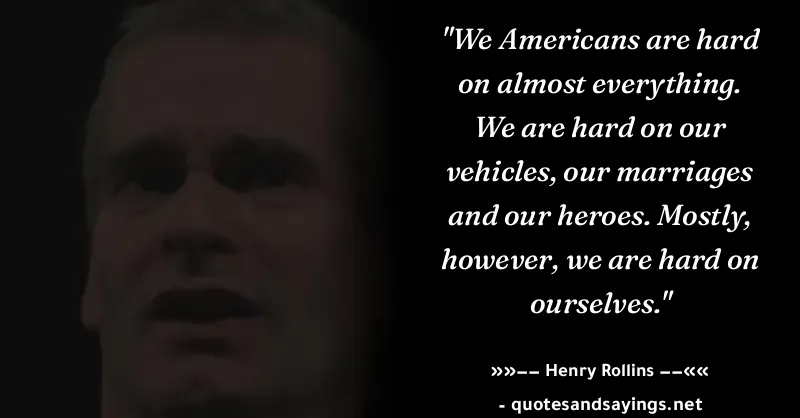 "We Americans are hard
on almost everything.
We are hard on our
vehicles, our marriages
and our heroes. Mostly,
however, we are hard on
ourselves."
»»−− Henry Rollins −−««
- quotesandsayings.net